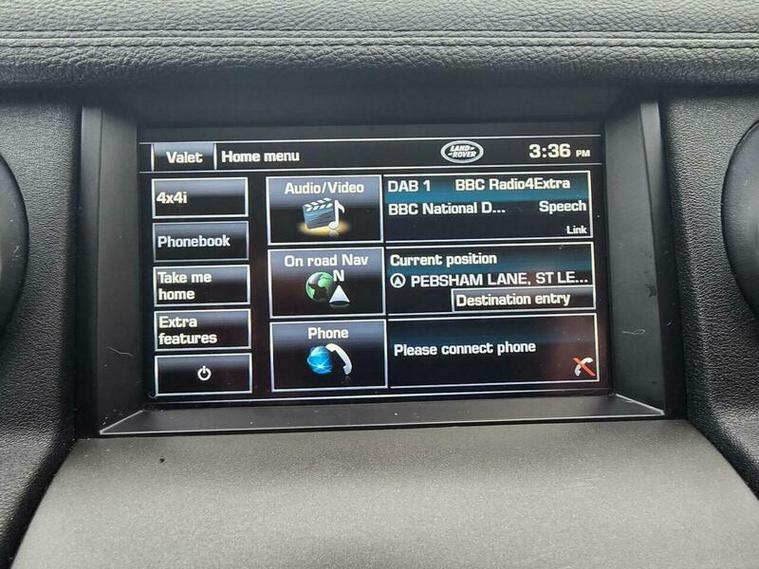 Valet Home menu LAND-ROVER 3:36 PM
4x4i
Phonebook
Take me
home
Extra
features
Audio/Video
DAB 1 BBC Radio4Extra
BBC National D... Speech
Link
On road Nav
N
Current position
PEBSHAM LANE, ST LE...
Destination entry
Phone
Please connect phone